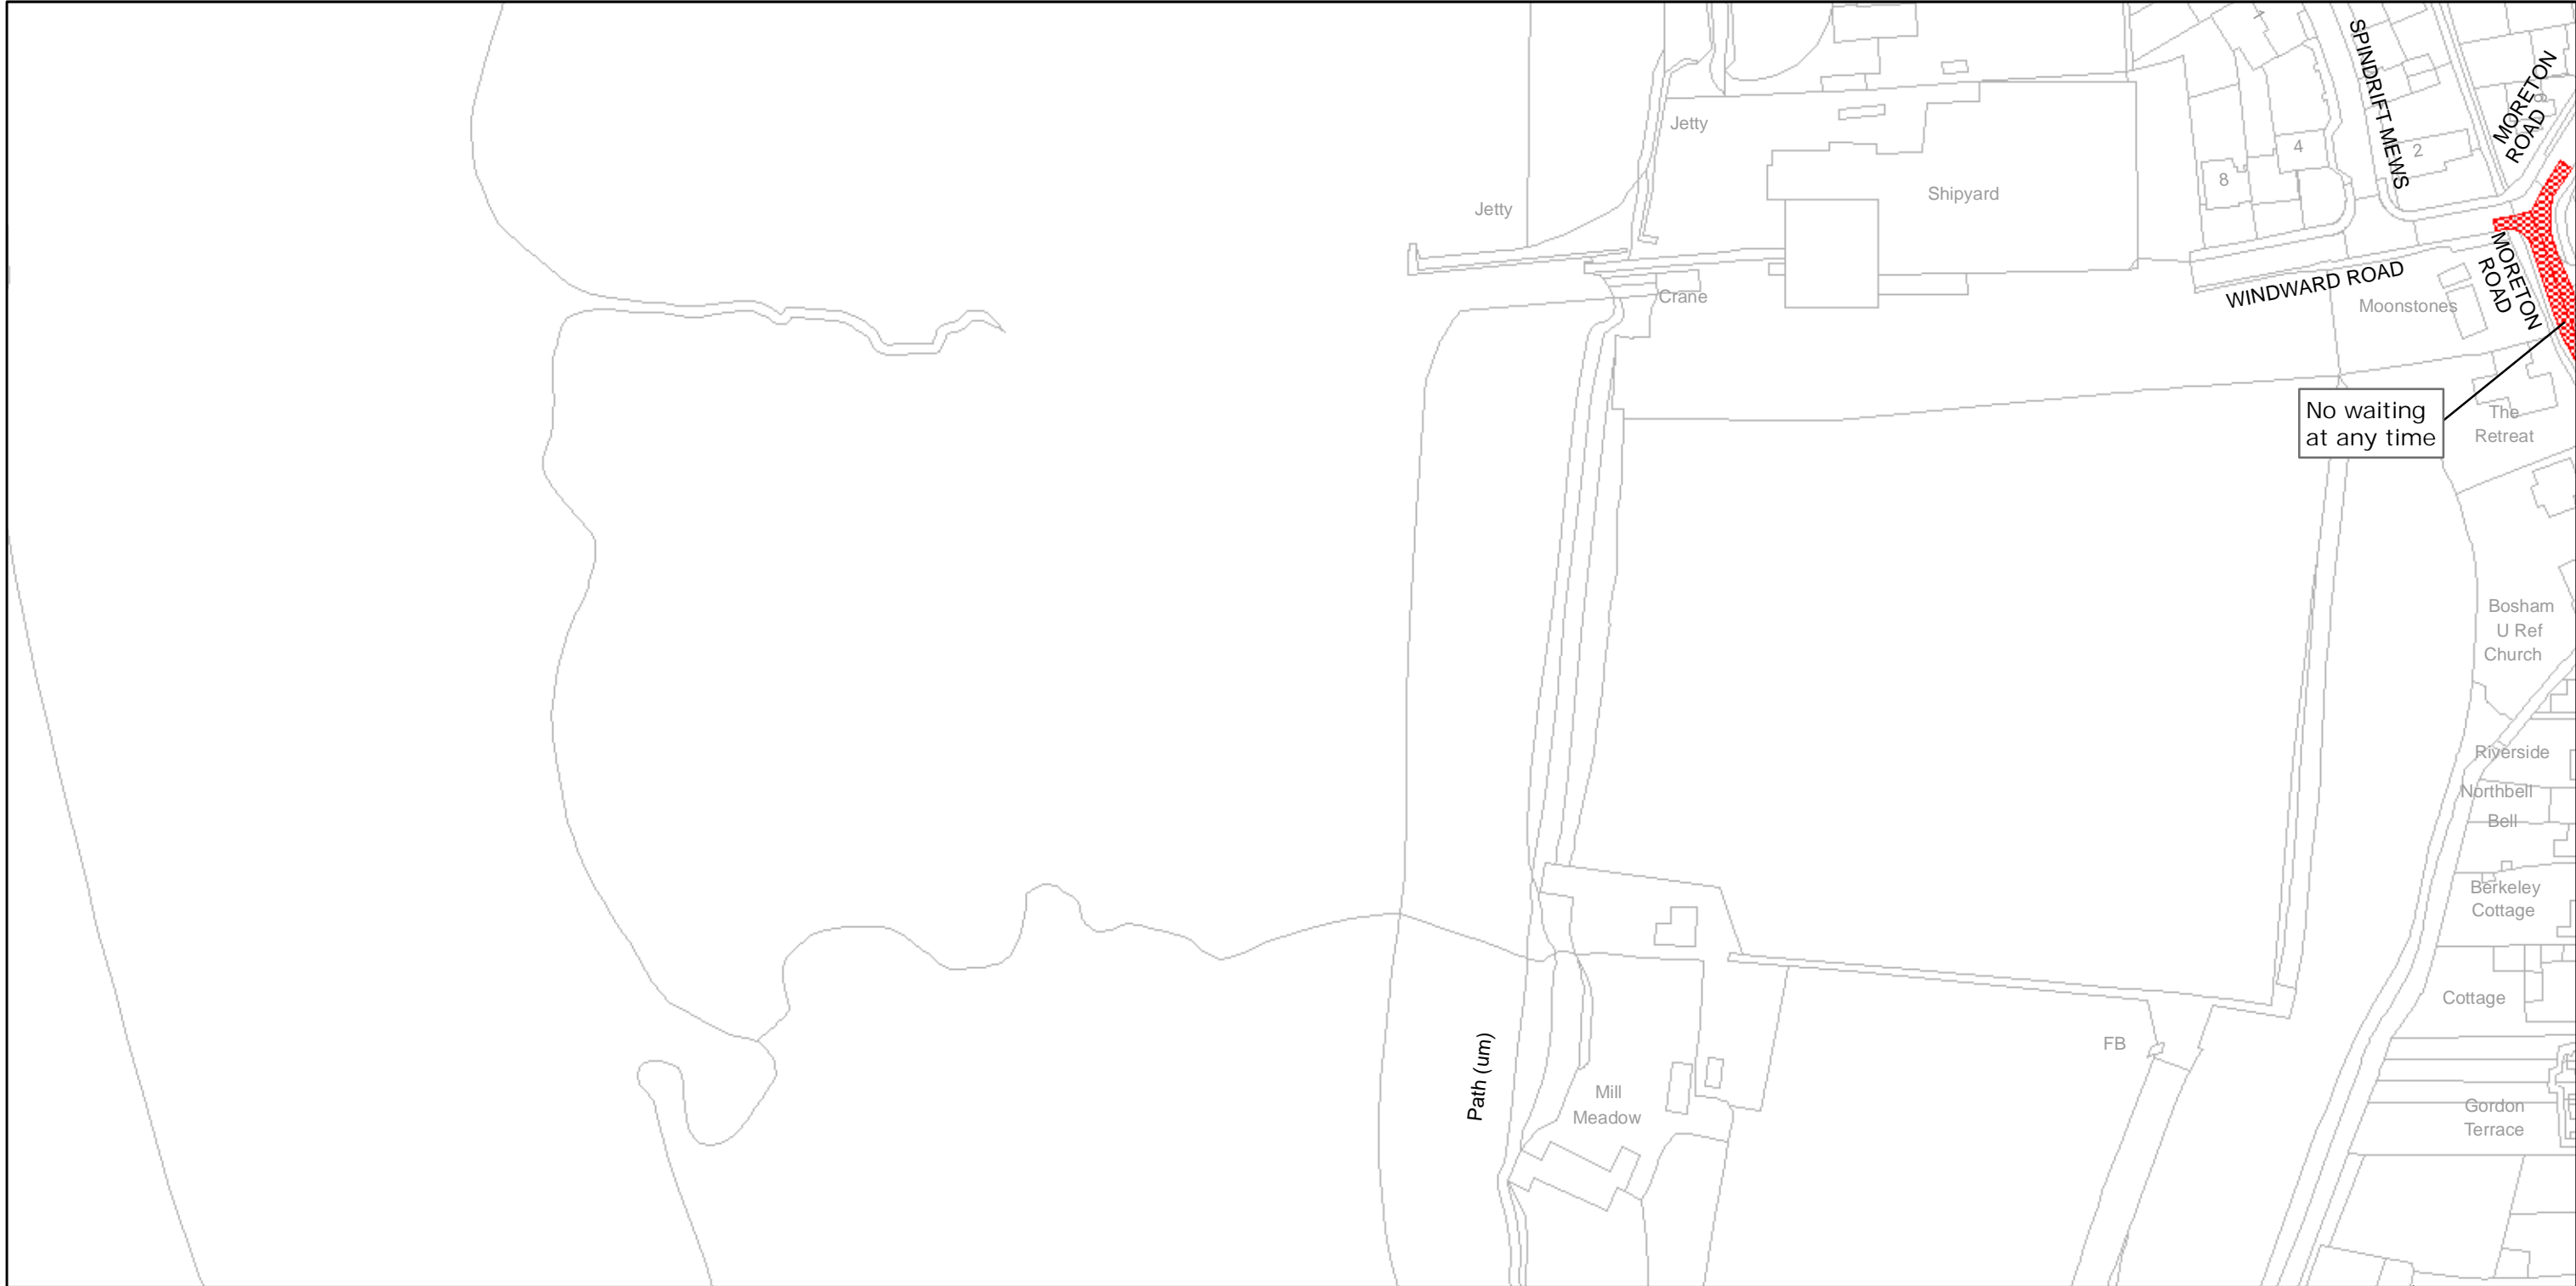 SPINDRIFT MEWS
MORETON
ROAD
Jetty
4
2
8
Shipyard
Jetty
MORETON
ROAD
WINDWARD ROAD
Crane
Moonstones
No waiting
at any time
The
Retreat
Bosham
U Ref
Church
Riverside
Northbell
Bell
Berkeley
Cottage
Cottage
FB
Path (um)
Mill
Meadow
Gordon
Terrace